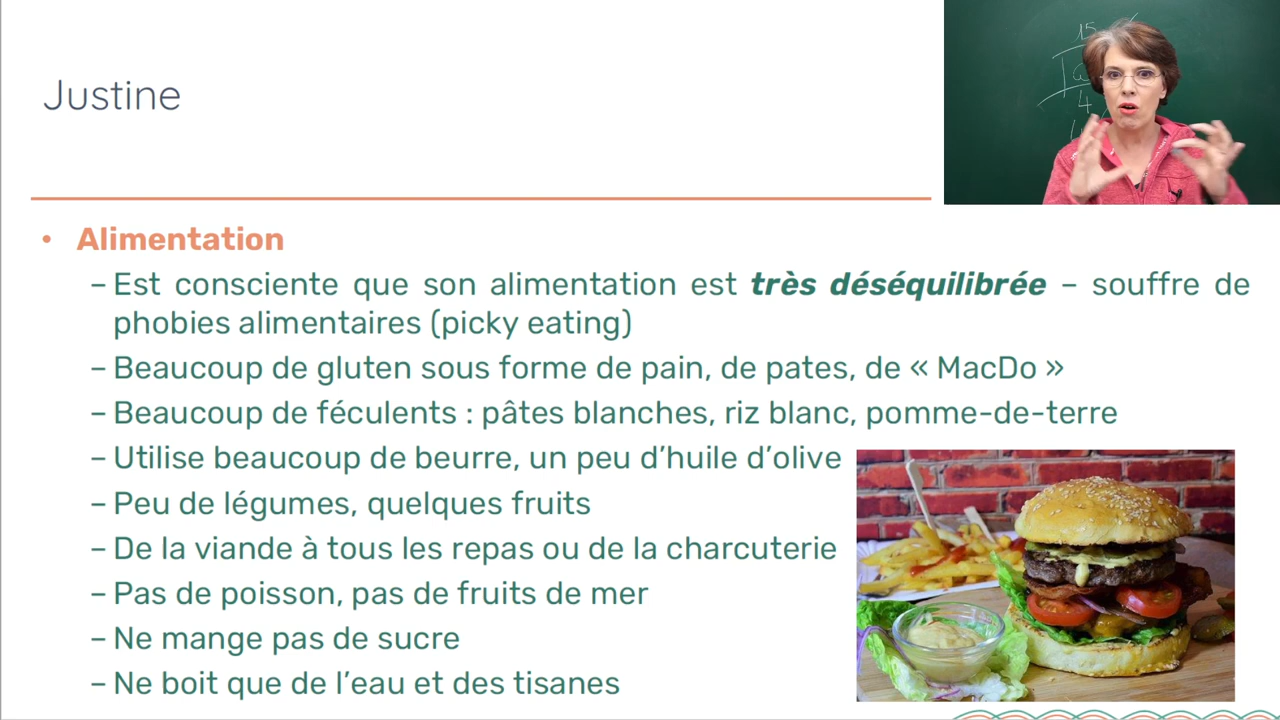 Justine
• Alimentation
– Est consciente que son alimentation est très déséquilibrée – souffre de
phobies alimentaires (picky eating)
– Beaucoup de gluten sous forme de pain, de pates, de « MacDo »
– Beaucoup de féculents : pâtes blanches, riz blanc, pomme-de-terre
– Utilise beaucoup de beurre, un peu d’huile d’olive
– Peu de légumes, quelques fruits
– De la viande à tous les repas ou de la charcuterie
– Pas de poisson, pas de fruits de mer
– Ne mange pas de sucre
– Ne boit que de l’eau et des tisanes
15
4